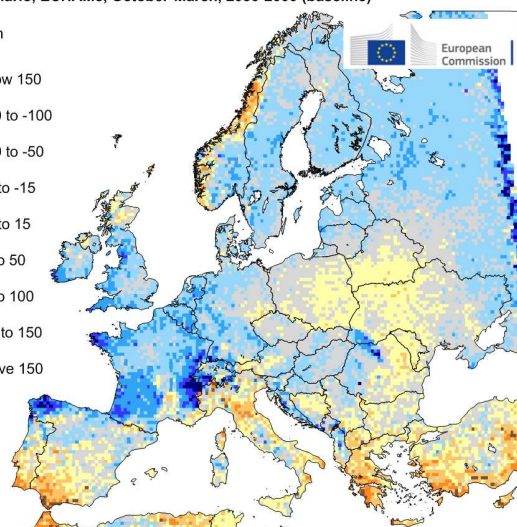 October-March, (baseline)
European
Commission
ow 150
0 to -100
0 to -50
to -15
to 15
50
100
to 150
ve 150